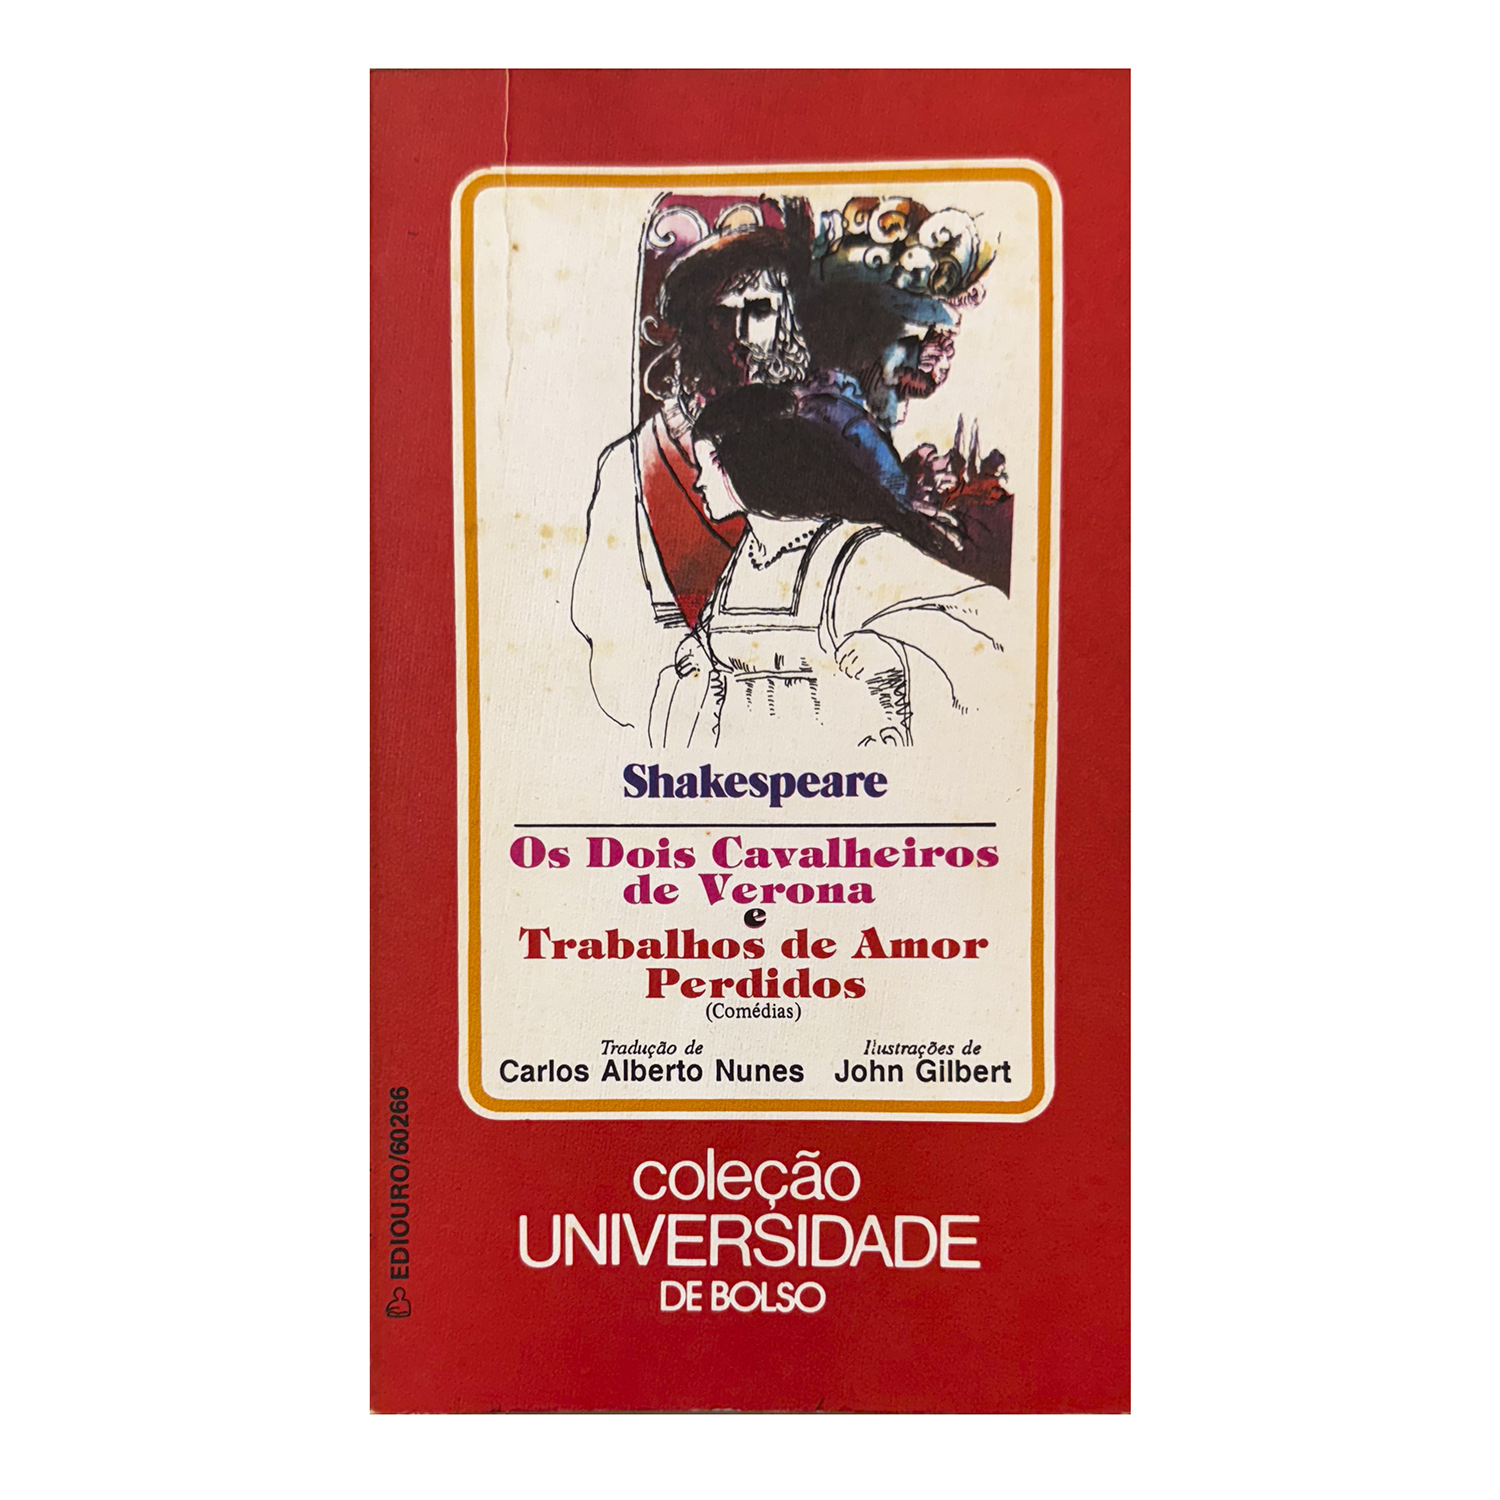 Shakespeare
Os Dois Cavalheiros
de Verona
e
Trabalhos de Amor
Perdidos
(Comédias)
Tradução de
Carlos Alberto Nunes
Ilustrações de
John Gilbert
EDIOURO/60266
coleção
UNIVERSIDADE
DE BOLSO